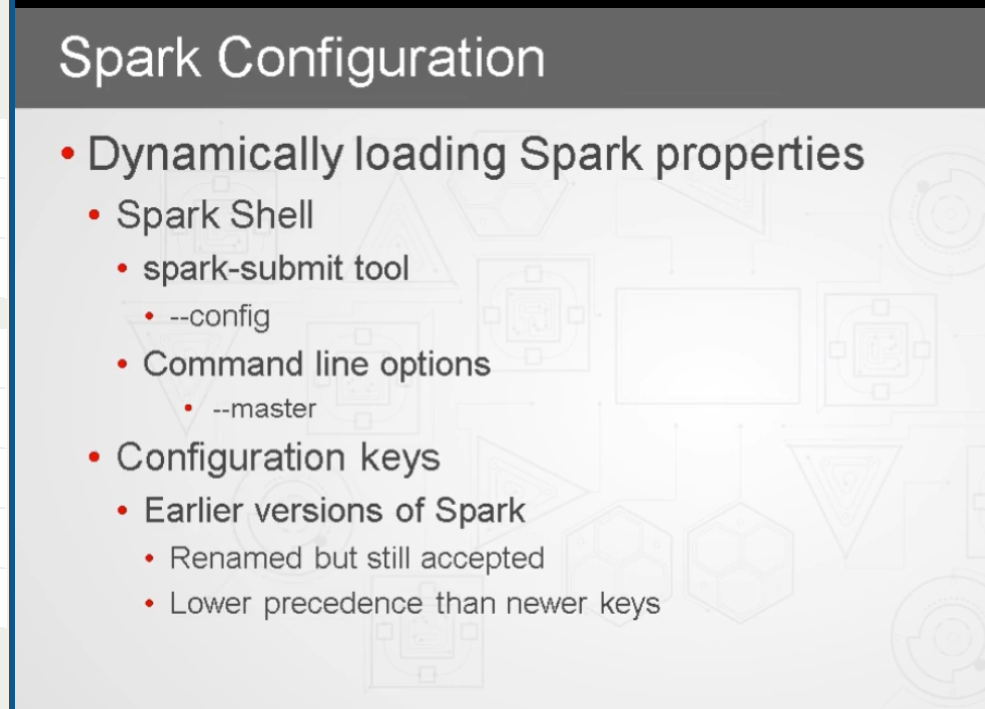 Spark Configuration
• Dynamically loading Spark properties
• Spark Shell
• spark-submit tool
• --config
• Command line options
• --master
• Configuration keys
• Earlier versions of Spark
• Renamed but still accepted
• Lower precedence than newer keys